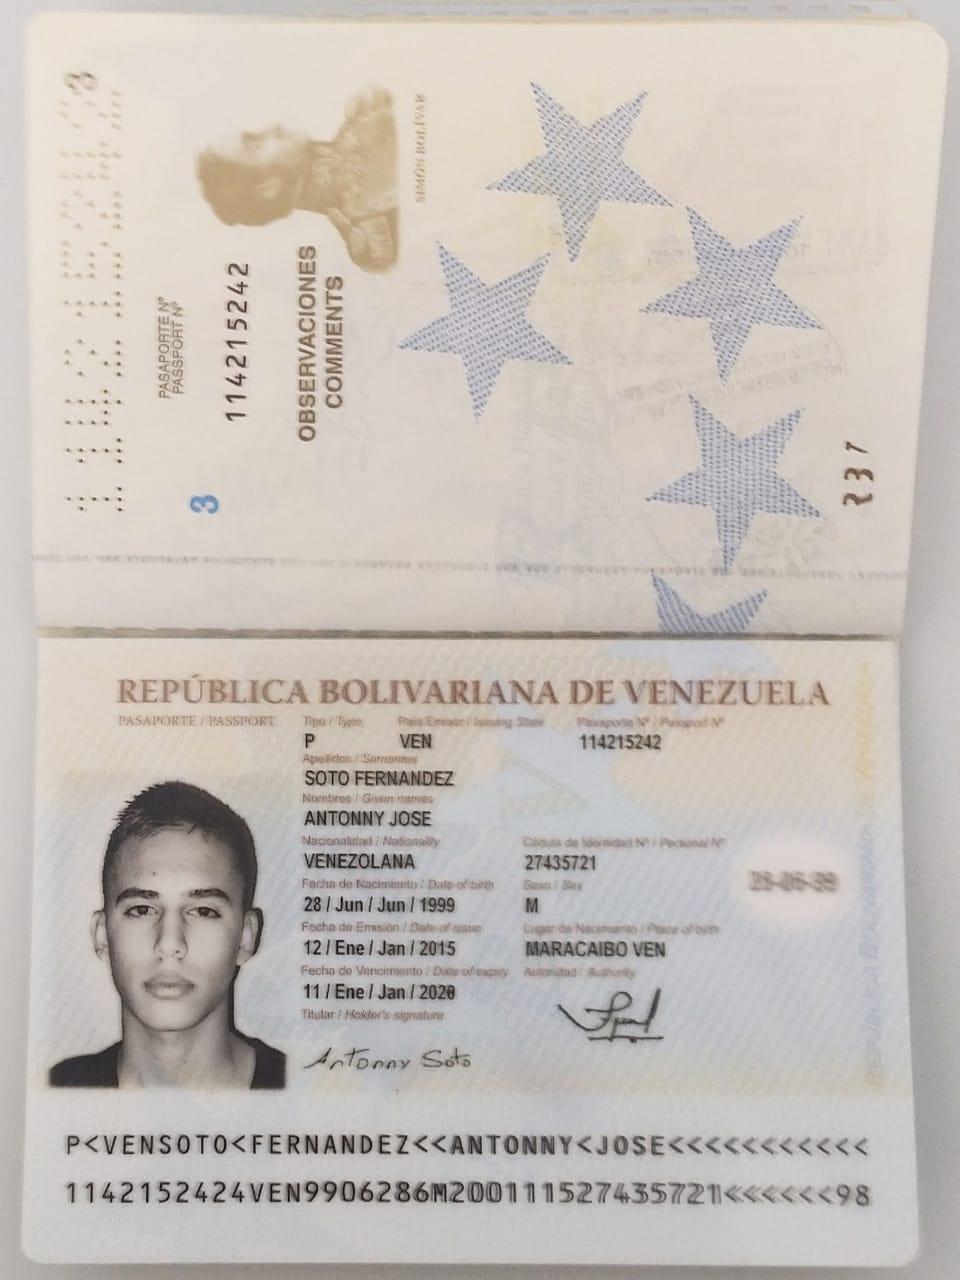 3
PASAPORTE Nº
PASSPORT Nº
114215242
OBSERVACIONES
COMMENTS
SIMÓN BOLÍVAR
3
REPÚBLICA BOLIVARIANA DE VENEZUELA
PASAPORTE / PASSPORT
Tipo / Type País Emisor / Issuing State Pasaporte Nº / Passport Nº
P VEN 114215242
Apellidos / Surnames
SOTO FERNANDEZ
Nombres / Given names
ANTONNY JOSE
Nacionalidad / Nationality Cédula de Identidad Nº / Personal Nº
VENEZOLANA 27435721
Fecha de Nacimiento / Date of birth Sexo / Sex
28 / Jun / Jun / 1999 M
28-06-99
Fecha de Emisión / Date of issue Lugar de Nacimiento / Place of birth
12 / Ene / Jan / 2015 MARACAIBO VEN
Fecha de Vencimiento / Date of expiry Autoridad / Authority
11 / Ene / Jan / 2020
Titular / Holder's signature
Antonny Soto
P<VENSOTO<FERNANDEZ<<ANTONNY<JOSE<<<<<<<<<<<
1142152424VEN9906286M200111527435721<<<<<<98